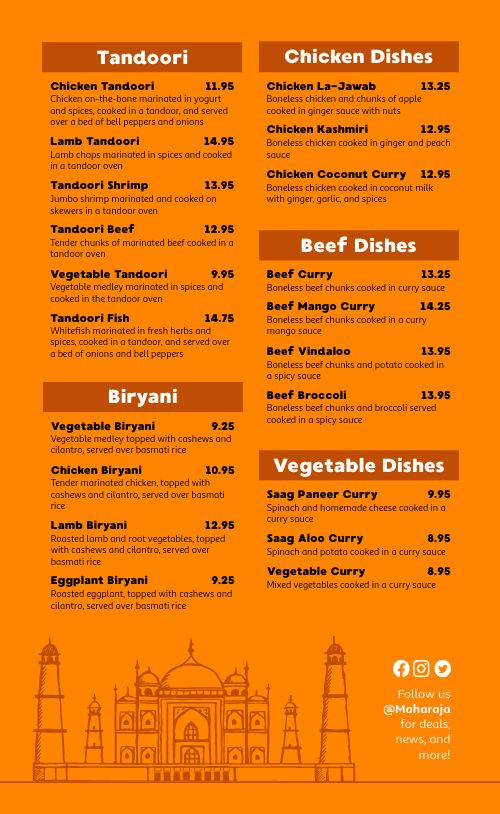 Tandoori
Chicken Tandoori 11.95
Chicken on-the-bone marinated in yogurt
and spices, cooked in a tandoor, and served
over a bed of bell peppers and onions
Lamb Tandoori 14.95
Lamb chops marinated in spices and cooked
in a tandoor oven
Tandoori Shrimp 13.95
Jumbo shrimp marinated and cooked on
skewers in a tandoor oven
Tandoori Beef 12.95
Tender chunks of marinated beef cooked in a
tandoor oven
Vegetable Tandoori 9.95
Vegetable medley marinated in spices and
cooked in the tandoor oven
Tandoori Fish 14.75
Whitefish marinated in fresh herbs and
spices, cooked in a tandoor, and served over
a bed of onions and bell peppers
Biryani
Vegetable Biryani 9.25
Vegetable medley topped with cashews and
cilantro, served over basmati rice
Chicken Biryani 10.95
Tender marinated chicken, topped with
cashews and cilantro, served over basmati
rice
Lamb Biryani 12.95
Roasted lamb and root vegetables, topped
with cashews and cilantro, served over
basmati rice
Eggplant Biryani 9.25
Roasted eggplant, topped with cashews and
cilantro, served over basmati rice
Chicken Dishes
Chicken La-Jawab 13.25
Boneless chicken and chunks of apple
cooked in ginger sauce with nuts
Chicken Kashmiri 12.95
Boneless chicken cooked in ginger and peach
sauce
Chicken Coconut Curry 12.95
Boneless chicken cooked in coconut milk
with ginger, garlic, and spices
Beef Dishes
Beef Curry 13.25
Boneless beef chunks cooked in curry sauce
Beef Mango Curry 14.25
Boneless beef chunks cooked in a curry
mango sauce
Beef Vindaloo 13.95
Boneless beef chunks and potato cooked in
a spicy sauce
Beef Broccoli 13.95
Boneless beef chunks and broccoli served
cooked in a spicy sauce
Vegetable Dishes
Saag Paneer Curry 9.95
Spinach and homemade cheese cooked in a
curry sauce
Saag Aloo Curry 8.95
Spinach and potato cooked in a curry sauce
Vegetable Curry 8.95
Mixed vegetables cooked in a curry sauce
Follow us
@Maharaja
for deals,
news, and
more!